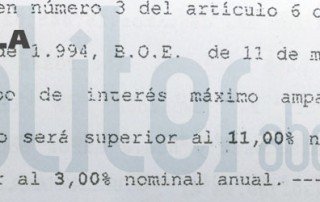 en número 3 del artículo 6 d
LA
de 1.994, B.O.E. de 11 de m
o de interés máximo ampa
o será superior al 11,00% n
r al 3,00% nominal anual. ---